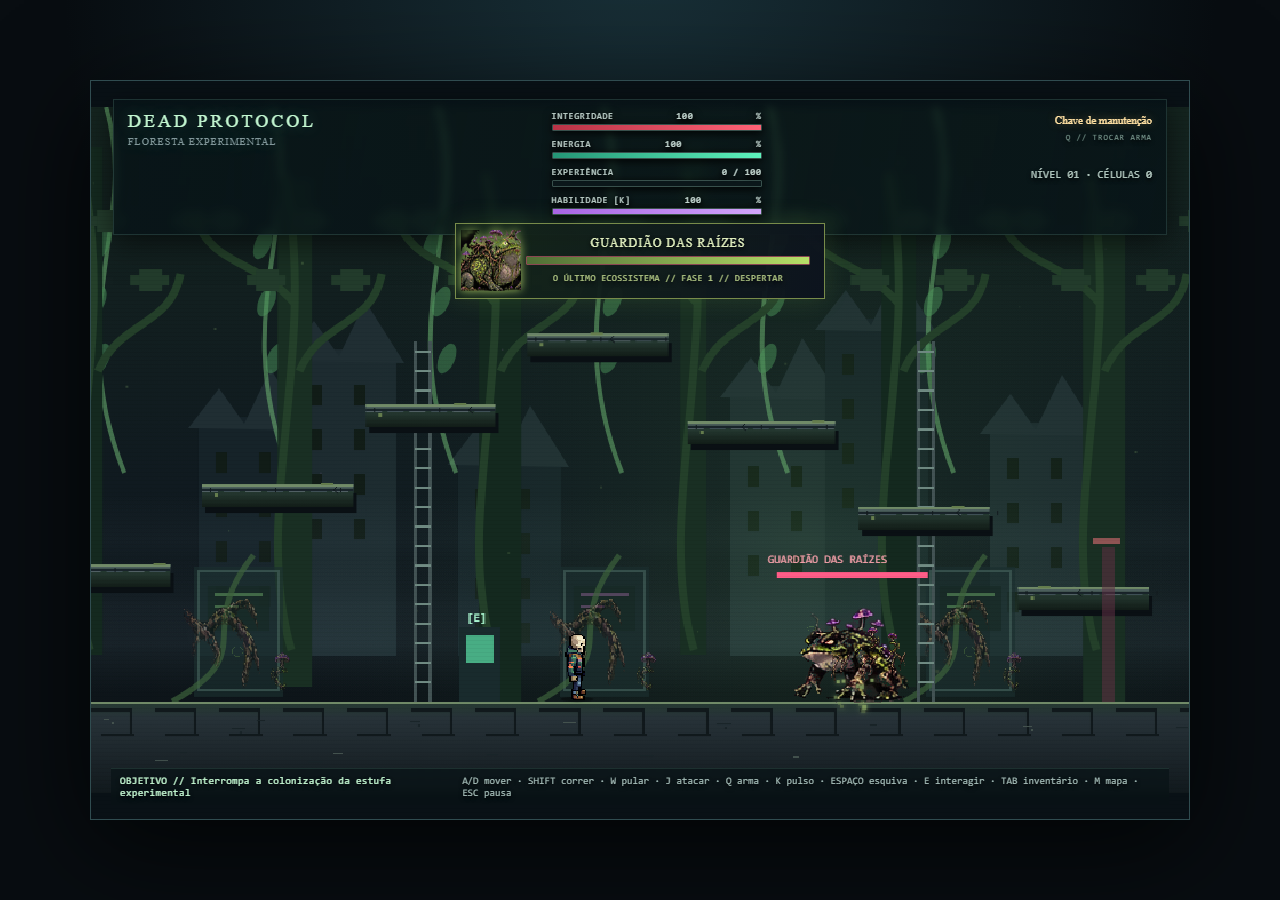 DEAD PROTOCOL
FLORESTA EXPERIMENTAL
INTEGRIDADE 100 %
ENERGIA 100 %
EXPERIÊNCIA 0 / 100
HABILIDADE [K] 100 %
Chave de manutenção
Q // TROCAR ARMA
NÍVEL 01 · CÉLULAS 0
GUARDIÃO DAS RAÍZES
O ÚLTIMO ECOSSISTEMA // FASE 1 // DESPERTAR
GUARDIÃO DAS RAÍZES
[E]
OBJETIVO // Interrompa a colonização da estufa
experimental
A/D mover · SHIFT correr · W pular · J atacar · Q arma · K pulso · ESPAÇO esquiva · E interagir · TAB inventário · M mapa ·
ESC pausa